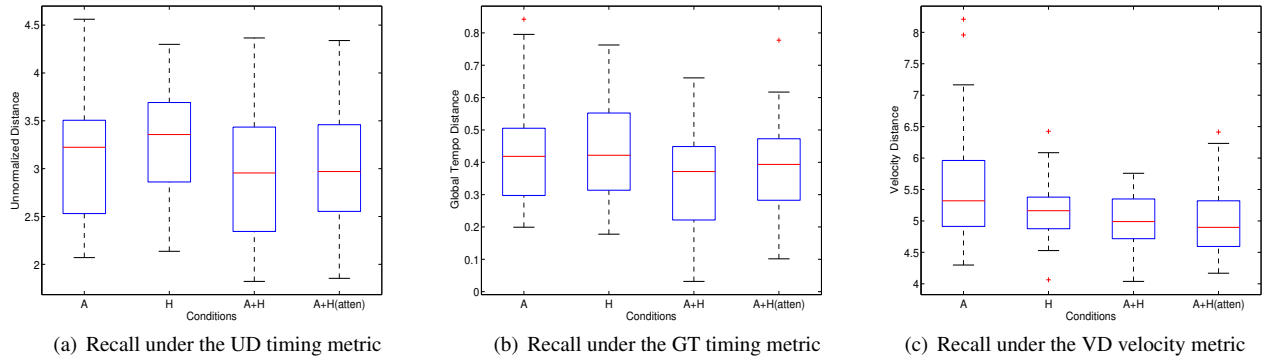 4.5
4
3.5
3
2.5
2
Unnormalized Distance
A H A+H A+H(atten)
Conditions
(a) Recall under the UD timing metric
0.8
0.7
0.6
0.5
0.4
0.3
0.2
0.1
0
Global Tempo Distance
A H A+H A+H(atten)
Conditions
(b) Recall under the GT timing metric
8
7.5
7
6.5
6
5.5
5
4.5
4
Velocity Distance
A H A+H A+H(atten)
Conditions
(c) Recall under the VD velocity metric